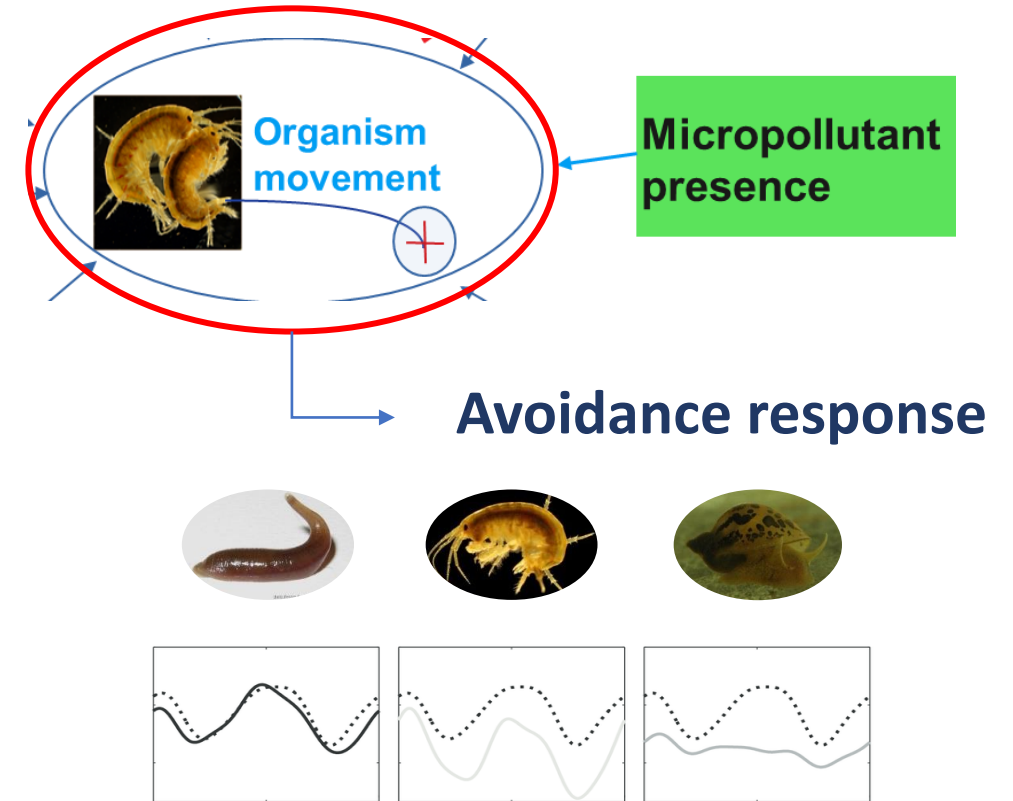 Organism
movement
Micropollutant
presence
Avoidance response